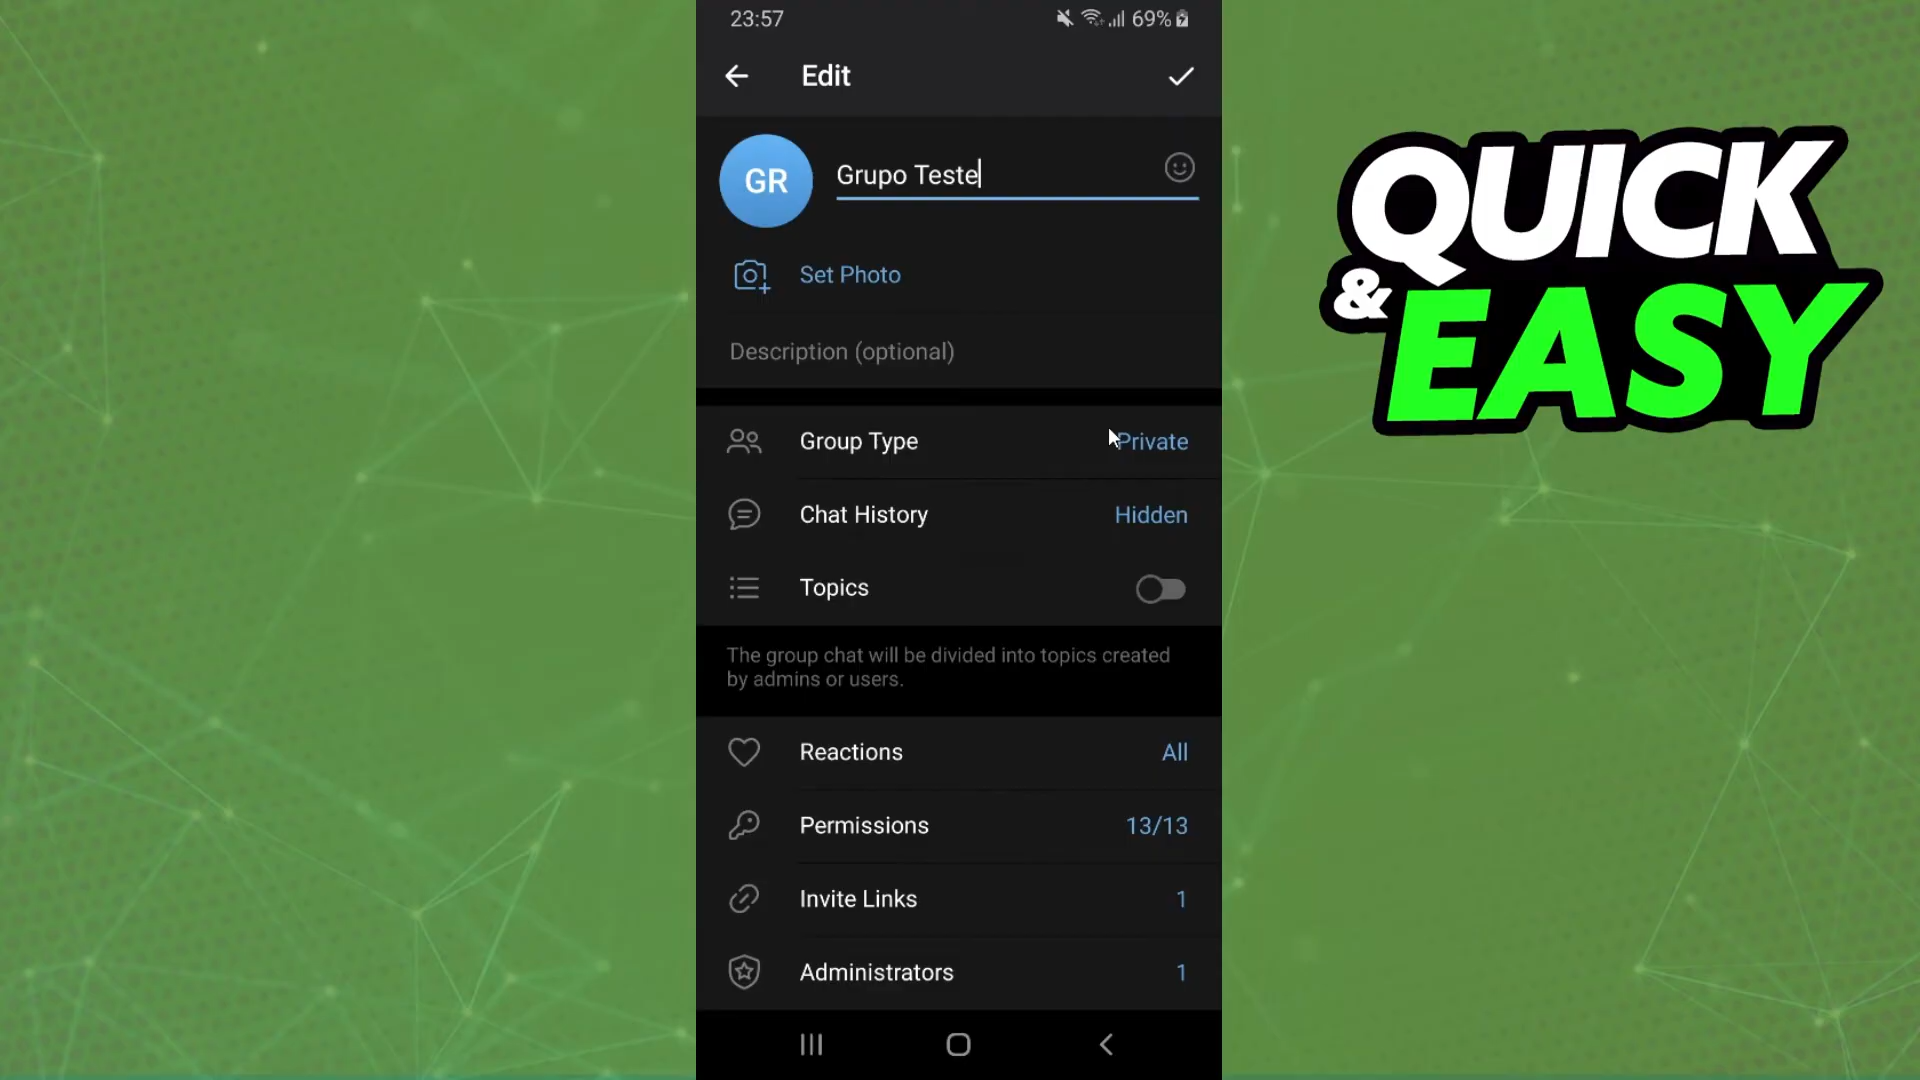 23:57
69%
Edit
GR
Grupo Teste
Set Photo
Description (optional)
Group Type
Private
Chat History
Hidden
Topics
The group chat will be divided into topics created
by admins or users.
Reactions
All
Permissions
13/13
Invite Links
1
Administrators
1
QUICK
& EASY